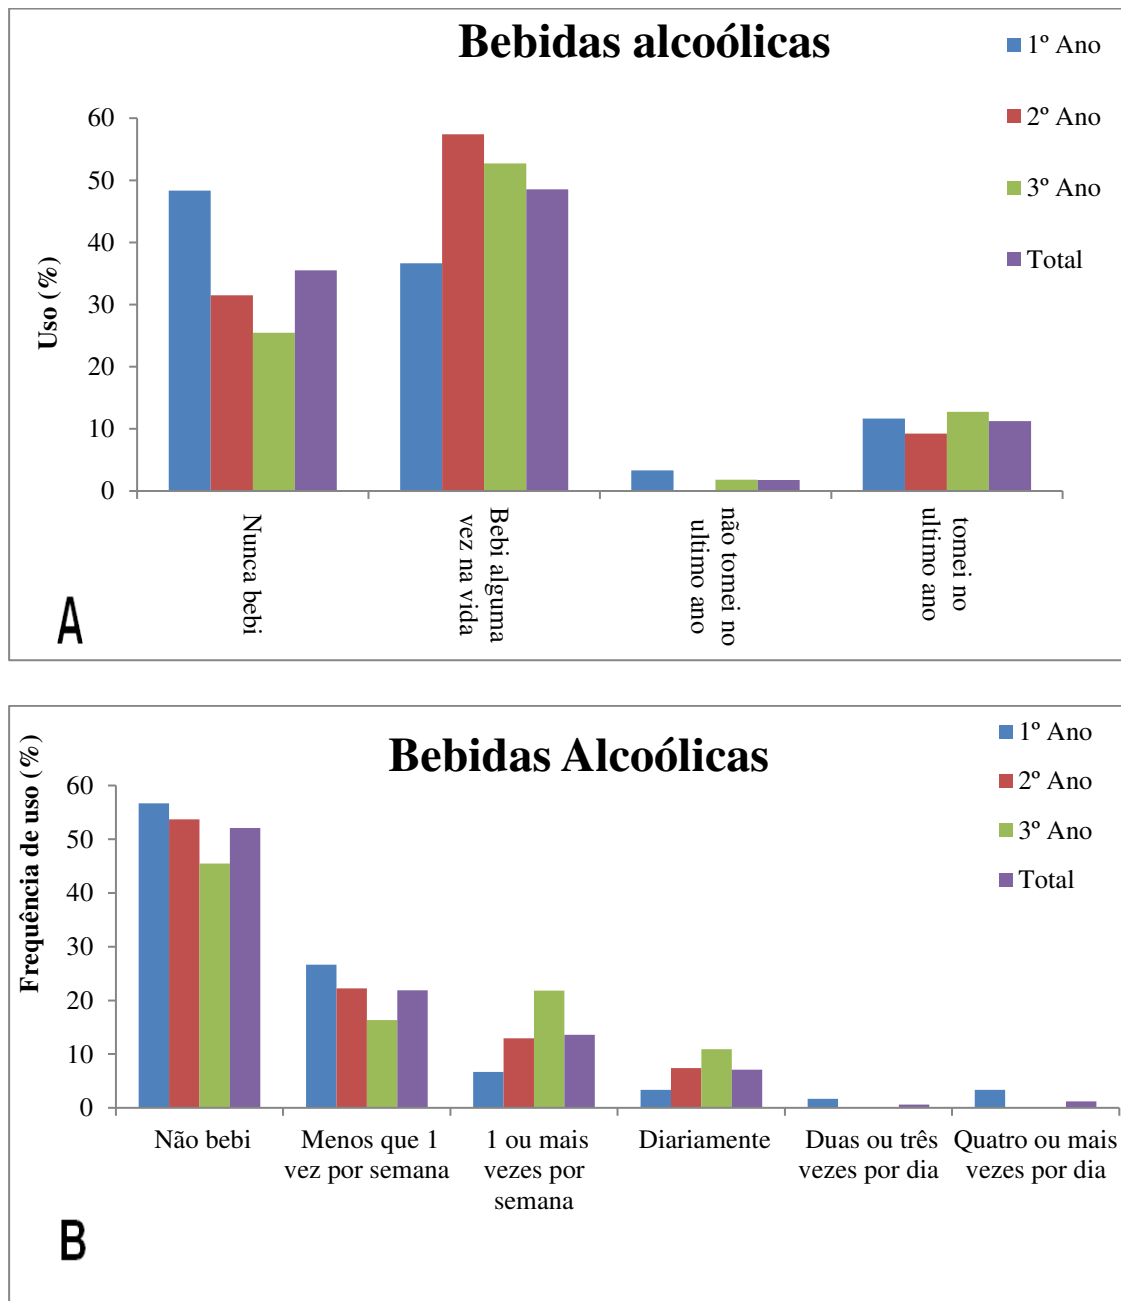 Bebidas alcoólicas
1º Ano
2º Ano
3º Ano
Total
Uso (%)
60
50
40
30
20
10
0
Nunca bebi
Bebi alguma
vez na vida
não tomei no
ultimo ano
tomei no
ultimo ano
A
Bebidas Alcoólicas
1º Ano
2º Ano
3º Ano
Total
Frequência de uso (%)
60
50
40
30
20
10
0
Não bebi
Menos que 1
vez por semana
1 ou mais
vezes por
semana
Diariamente
Duas ou três
vezes por dia
Quatro ou mais
vezes por dia
B